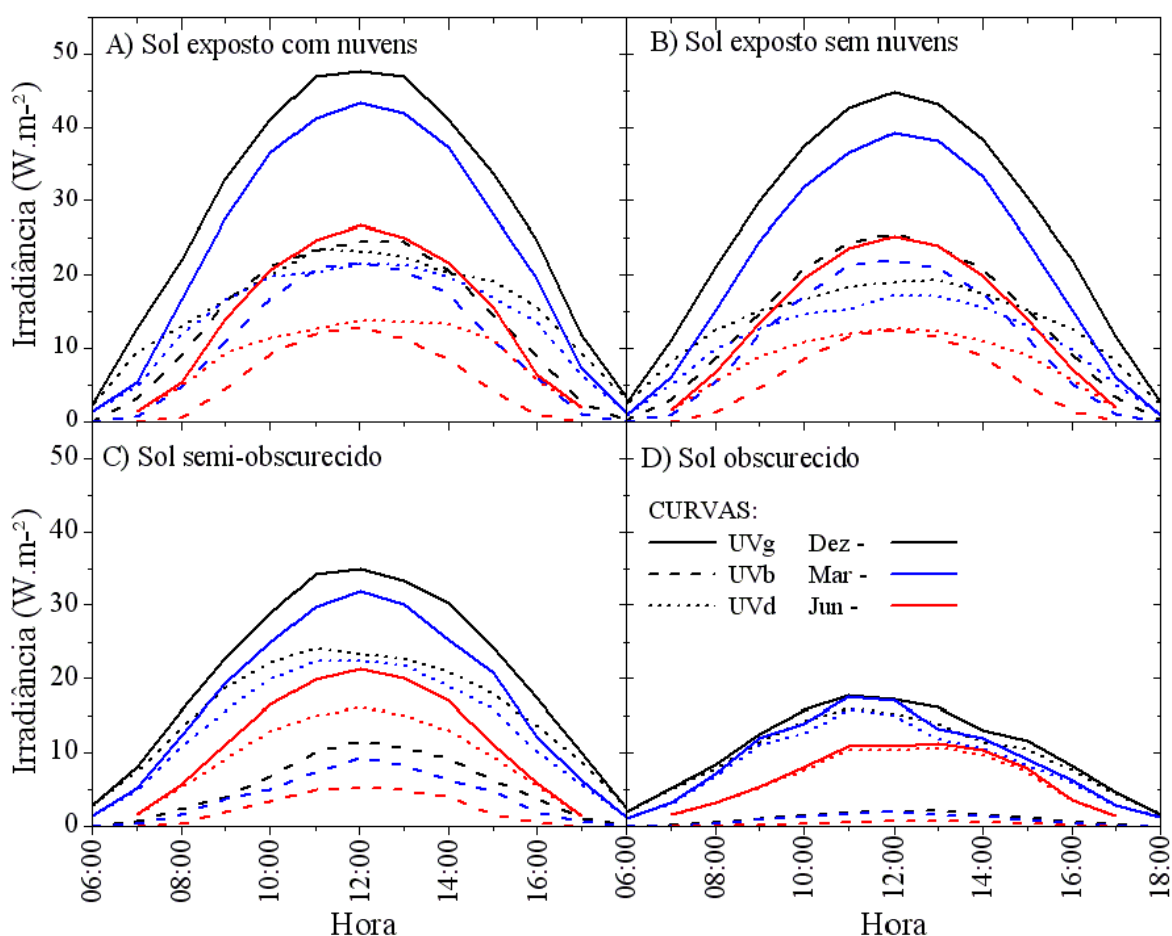 A) Sol exposto com nuvens
B) Sol exposto sem nuvens
50
40
30
20
10
0
Irradiância (W.m-²)
C) Sol semi-obscurecido
D) Sol obscurecido
CURVAS:
UVg Dez -
UVb Mar -
UVd Jun -
50
40
30
20
10
0
Irradiância (W.m-²)
06:00
08:00
10:00
12:00
14:00
16:00
06:00
08:00
10:00
12:00
14:00
16:00
18:00
Hora
Hora